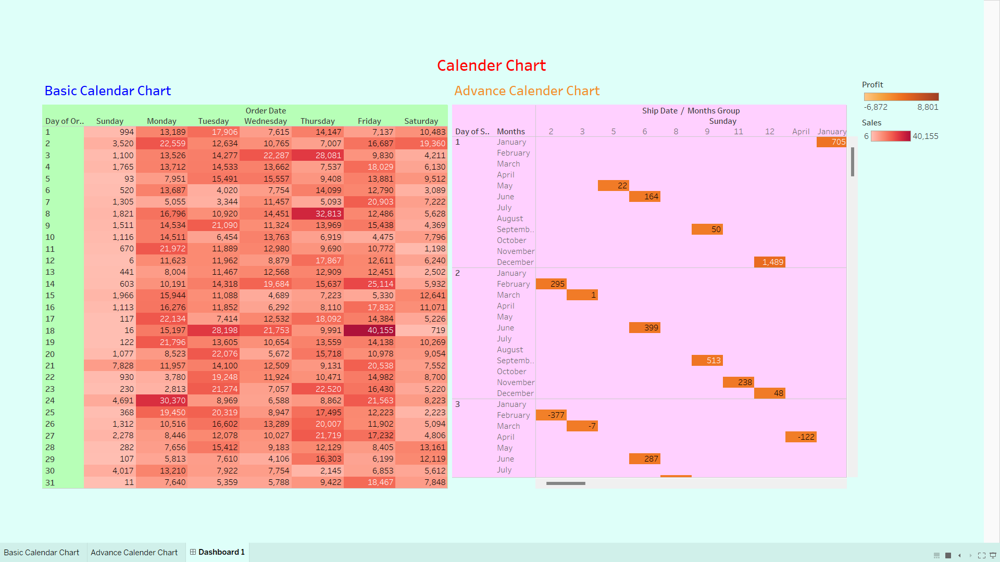 Calender Chart
Basic Calendar Chart
Order Date
Day of Or.. Sunday Monday Tuesday Wednesday Thursday Friday Saturday
1 994 13,189 17,906 7,615 14,147 7,137 10,483
2 3,520 22,559 12,634 10,765 7,007 16,687 19,360
3 1,100 13,526 14,277 22,287 28,081 9,830 4,211
4 1,765 13,712 14,533 13,662 7,537 18,029 6,130
5 93 7,951 15,491 15,557 9,408 13,881 9,512
6 520 13,687 4,020 7,754 14,099 12,790 3,089
7 1,305 5,055 3,344 11,457 5,093 20,903 7,222
8 1,821 16,796 10,920 14,451 32,813 12,486 5,628
9 1,511 14,534 21,090 11,324 13,969 15,438 4,369
10 1,116 14,511 6,454 13,763 6,919 4,475 7,796
11 670 21,972 11,889 12,980 9,690 10,772 1,198
12 6 11,623 11,962 8,879 17,867 12,611 6,240
13 441 8,004 11,467 12,568 12,909 12,451 2,502
14 603 10,191 14,318 19,684 15,637 25,114 5,932
15 1,966 15,944 11,088 4,689 7,223 5,330 12,641
16 1,113 16,276 11,852 6,292 8,110 17,832 11,071
17 117 22,134 7,414 12,532 18,092 14,384 5,226
18 16 15,197 28,198 21,753 9,991 40,155 719
19 122 21,796 13,605 10,654 13,559 14,138 10,269
20 1,077 8,523 22,076 5,672 15,718 10,978 9,054
21 7,828 11,957 14,100 12,509 9,131 20,538 7,552
22 930 3,780 19,248 11,924 10,471 14,982 8,700
23 230 2,813 21,274 7,057 22,520 16,430 5,220
24 4,691 30,370 8,969 6,588 8,862 21,563 8,223
25 368 19,450 20,319 8,947 17,495 12,223 2,223
26 1,312 10,516 16,602 13,289 20,007 11,902 5,094
27 2,278 8,446 12,078 10,027 21,719 17,232 4,806
28 282 7,656 15,412 9,183 12,129 8,405 13,161
29 107 5,813 7,610 4,106 16,303 6,199 12,119
30 4,017 13,210 7,922 7,754 2,145 6,853 5,612
31 11 7,640 5,359 5,788 9,422 18,467 7,848
Advance Calender Chart
Ship Date / Months Group
Sunday
Day of S.. Months 2 3 5 6 8 9 11 12 April January
1 January 705
February
March
April
May 22
June 164
July
August
Septemb.. 50
October
November
December 1,489
2 January
February 295
March 1
April
May
June 399
July
August
Septemb.. 513
October
November 238
December 48
3 January
February -377
March -7
April -122
May
June 287
July
Profit
-6,872 8,801
Sales
6 40,155
Basic Calendar Chart Advance Calender Chart Dashboard 1